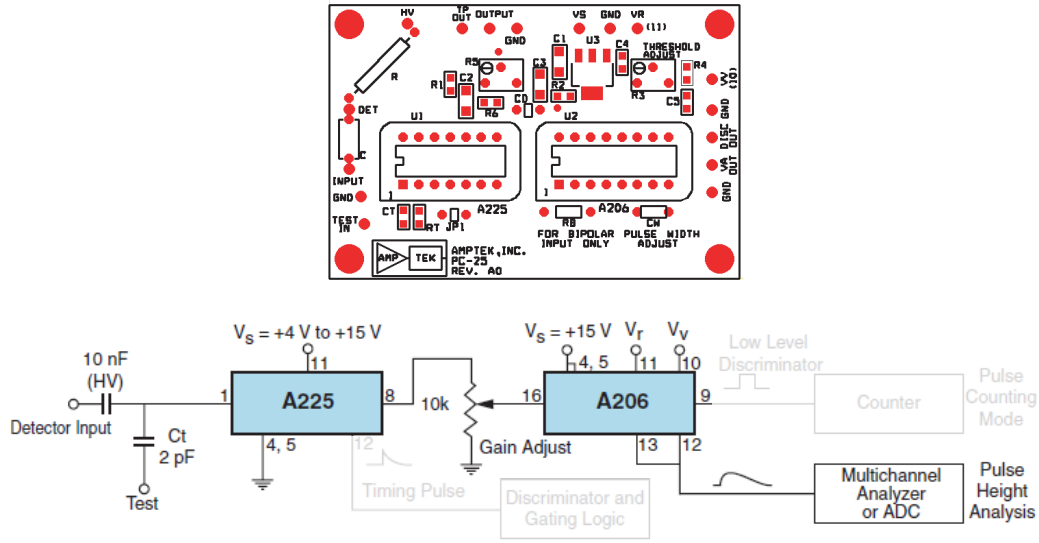 HV
TP OUT
OUTPUT
GND
VS
GND
VR
(11)
C1
U3
C4
THRESHOLD ADJUST
R5
R
R1
C2
C3
R2
R3
R4
VV (10)
DET
R6
CD
C5
GND
U1
U2
DISC OUT
C
VA OUT
INPUT
1
1
GND
GND
CT
A225
A206
TEST IN
RT
JP1
RB
CW
FOR BIPOLAR INPUT ONLY
PULSE WIDTH ADJUST
AMP
TEK
AMPTEK,INC.
PC-25
REV. A0
VS = +4 V to +15 V
VS = +15 V
Vr
Vv
Low Level
Discriminator
10 nF
(HV)
11
4, 5
11
10
1
A225
8
10k
16
A206
9
Counter
Pulse
Counting
Mode
Detector Input
Ct
2 pF
4, 5
12
Gain Adjust
13
12
Timing Pulse
Test
Discriminator and
Gating Logic
Multichannel
Analyzer
or ADC
Pulse
Height
Analysis